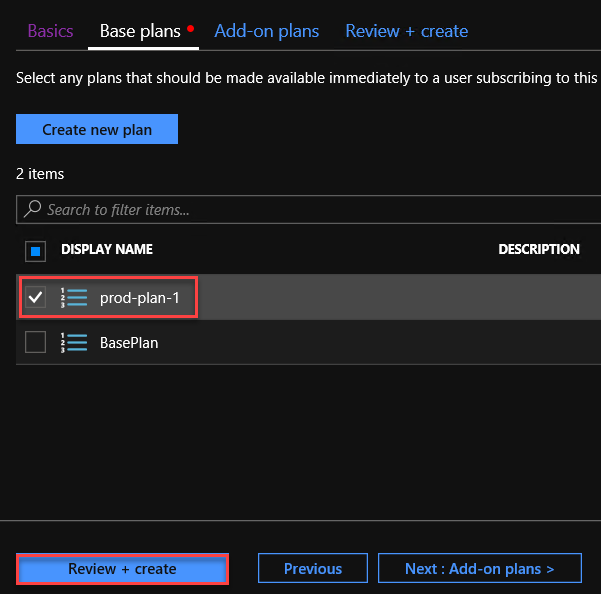 Basics Base plans Add-on plans Review + create
Select any plans that should be made available immediately to a user subscribing to this
Create new plan
2 items
Search to filter items...
DISPLAY NAME DESCRIPTION
prod-plan-1
BasePlan
Review + create Previous Next : Add-on plans >